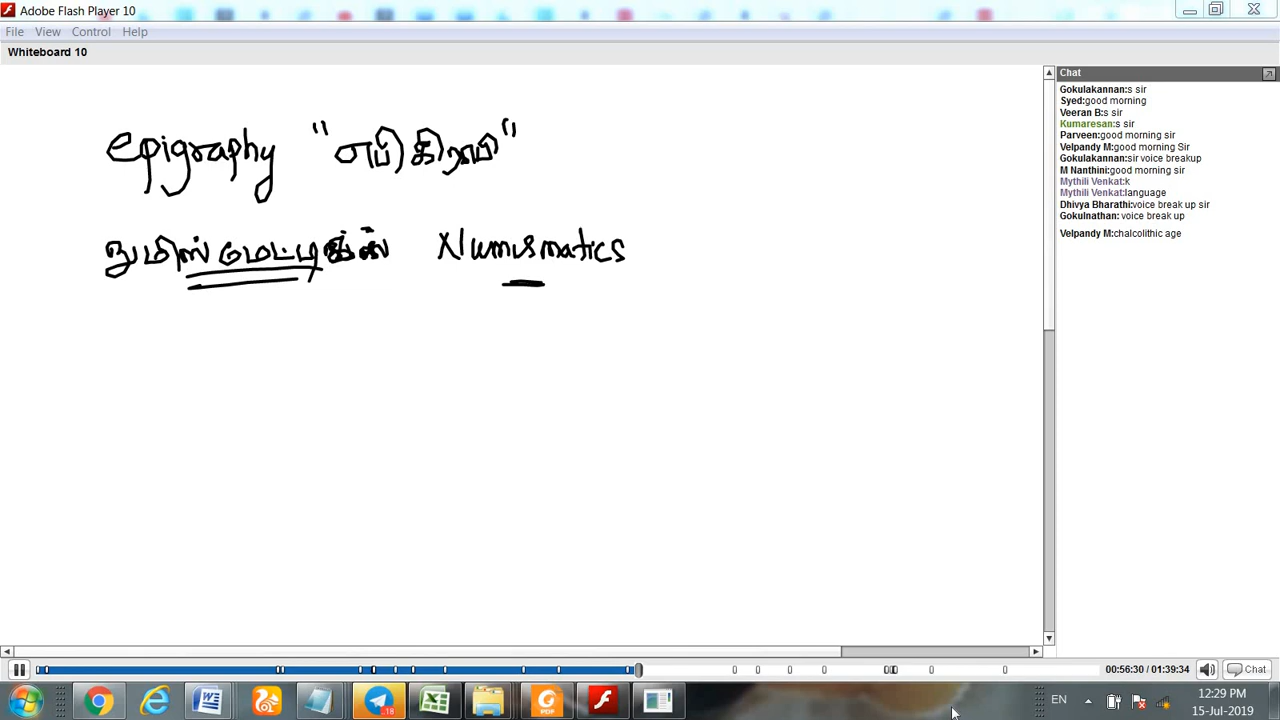 Adobe Flash Player 10
File View Control Help
Whiteboard 10
epigraphy "எபிகிராபி"
நுமிஸ்மெட்டிக்ஸ் Numismatics
Chat
Gokulakannan:s sir
Syed:good morning
Veeran B:s sir
Kumaresan:s sir
Parveen:good morning sir
Velpandy M:good morning Sir
Gokulakannan:sir voice breakup
M Nanthini:good morning sir
Mythili Venkat:k
Mythili Venkat:language
Dhivya Bharathi:voice break up sir
Gokulnathan: voice break up
Velpandy M:chalcolithic age
00:56:30 / 01:39:34 Chat
18
EN
12:29 PM
15-Jul-2019